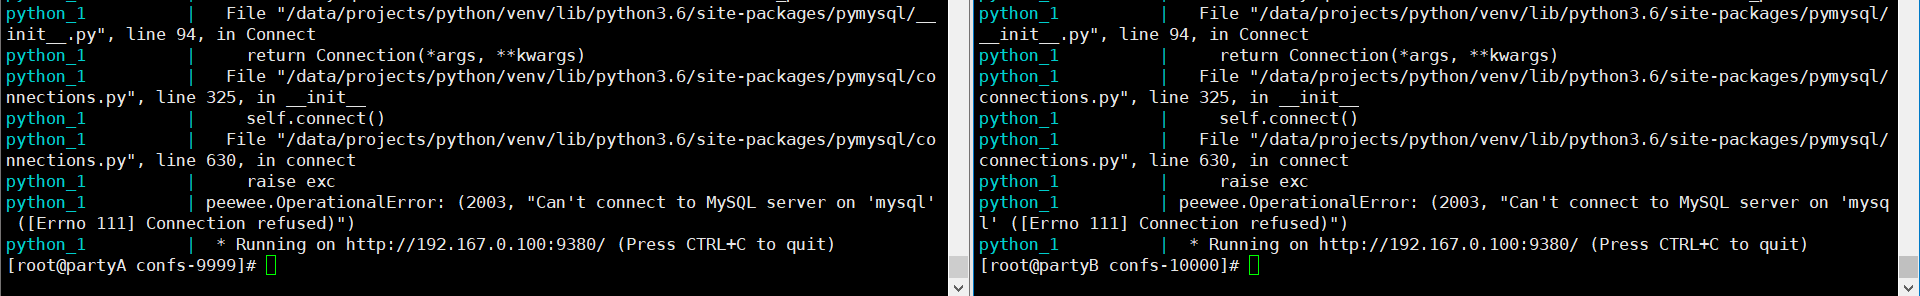 python_1          |   File "/data/projects/python/venv/lib/python3.6/site-packages/pymysql/__
init__.py", line 94, in Connect
python_1          |     return Connection(*args, **kwargs)
python_1          |   File "/data/projects/python/venv/lib/python3.6/site-packages/pymysql/co
nnections.py", line 325, in __init__
python_1          |     self.connect()
python_1          |   File "/data/projects/python/venv/lib/python3.6/site-packages/pymysql/co
nnections.py", line 630, in connect
python_1          |     raise exc
python_1          | peewee.OperationalError: (2003, "Can't connect to MySQL server on 'mysql'
 ([Errno 111] Connection refused)")
python_1          |  * Running on http://192.167.0.100:9380/ (Press CTRL+C to quit)
[root@partyA confs-9999]#
python_1          |   File "/data/projects/python/venv/lib/python3.6/site-packages/pymysql/
__init__.py", line 94, in Connect
python_1          |     return Connection(*args, **kwargs)
python_1          |   File "/data/projects/python/venv/lib/python3.6/site-packages/pymysql/
connections.py", line 325, in __init__
python_1          |     self.connect()
python_1          |   File "/data/projects/python/venv/lib/python3.6/site-packages/pymysql/
connections.py", line 630, in connect
python_1          |     raise exc
python_1          | peewee.OperationalError: (2003, "Can't connect to MySQL server on 'mysq
l' ([Errno 111] Connection refused)")
python_1          |  * Running on http://192.167.0.100:9380/ (Press CTRL+C to quit)
[root@partyB confs-10000]#